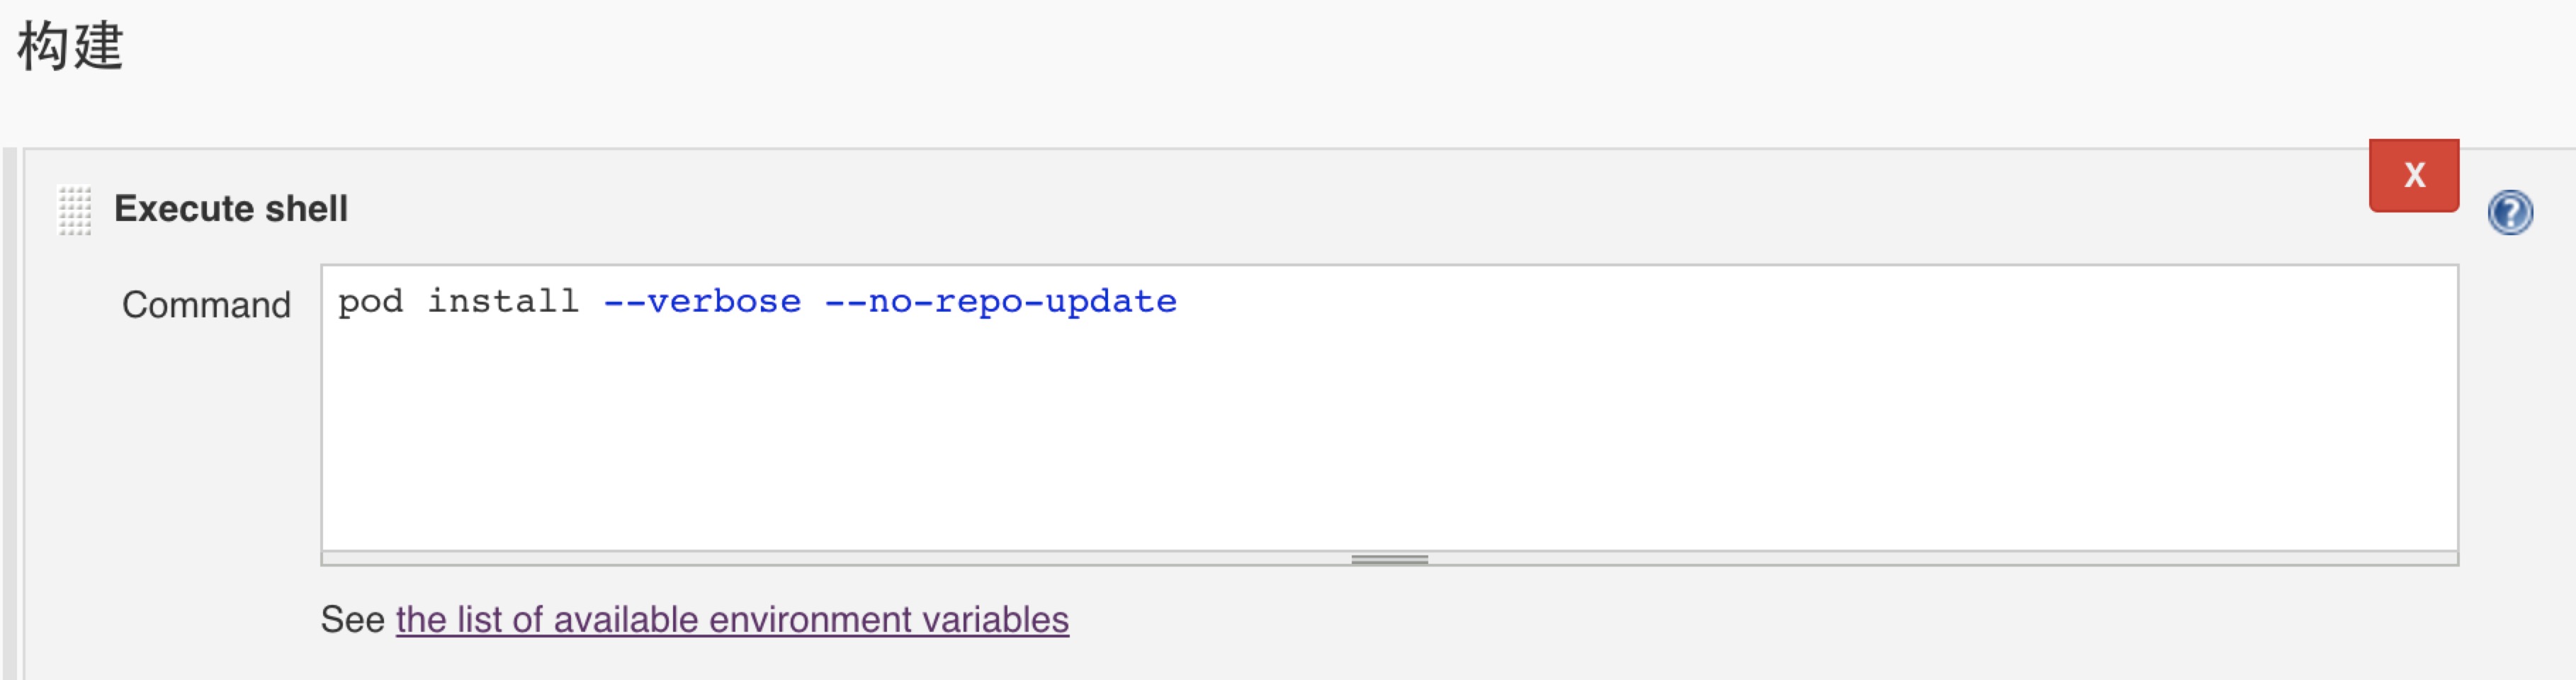 构建
X
Execute shell
?
Command
pod install --verbose --no-repo-update
See the list of available environment variables